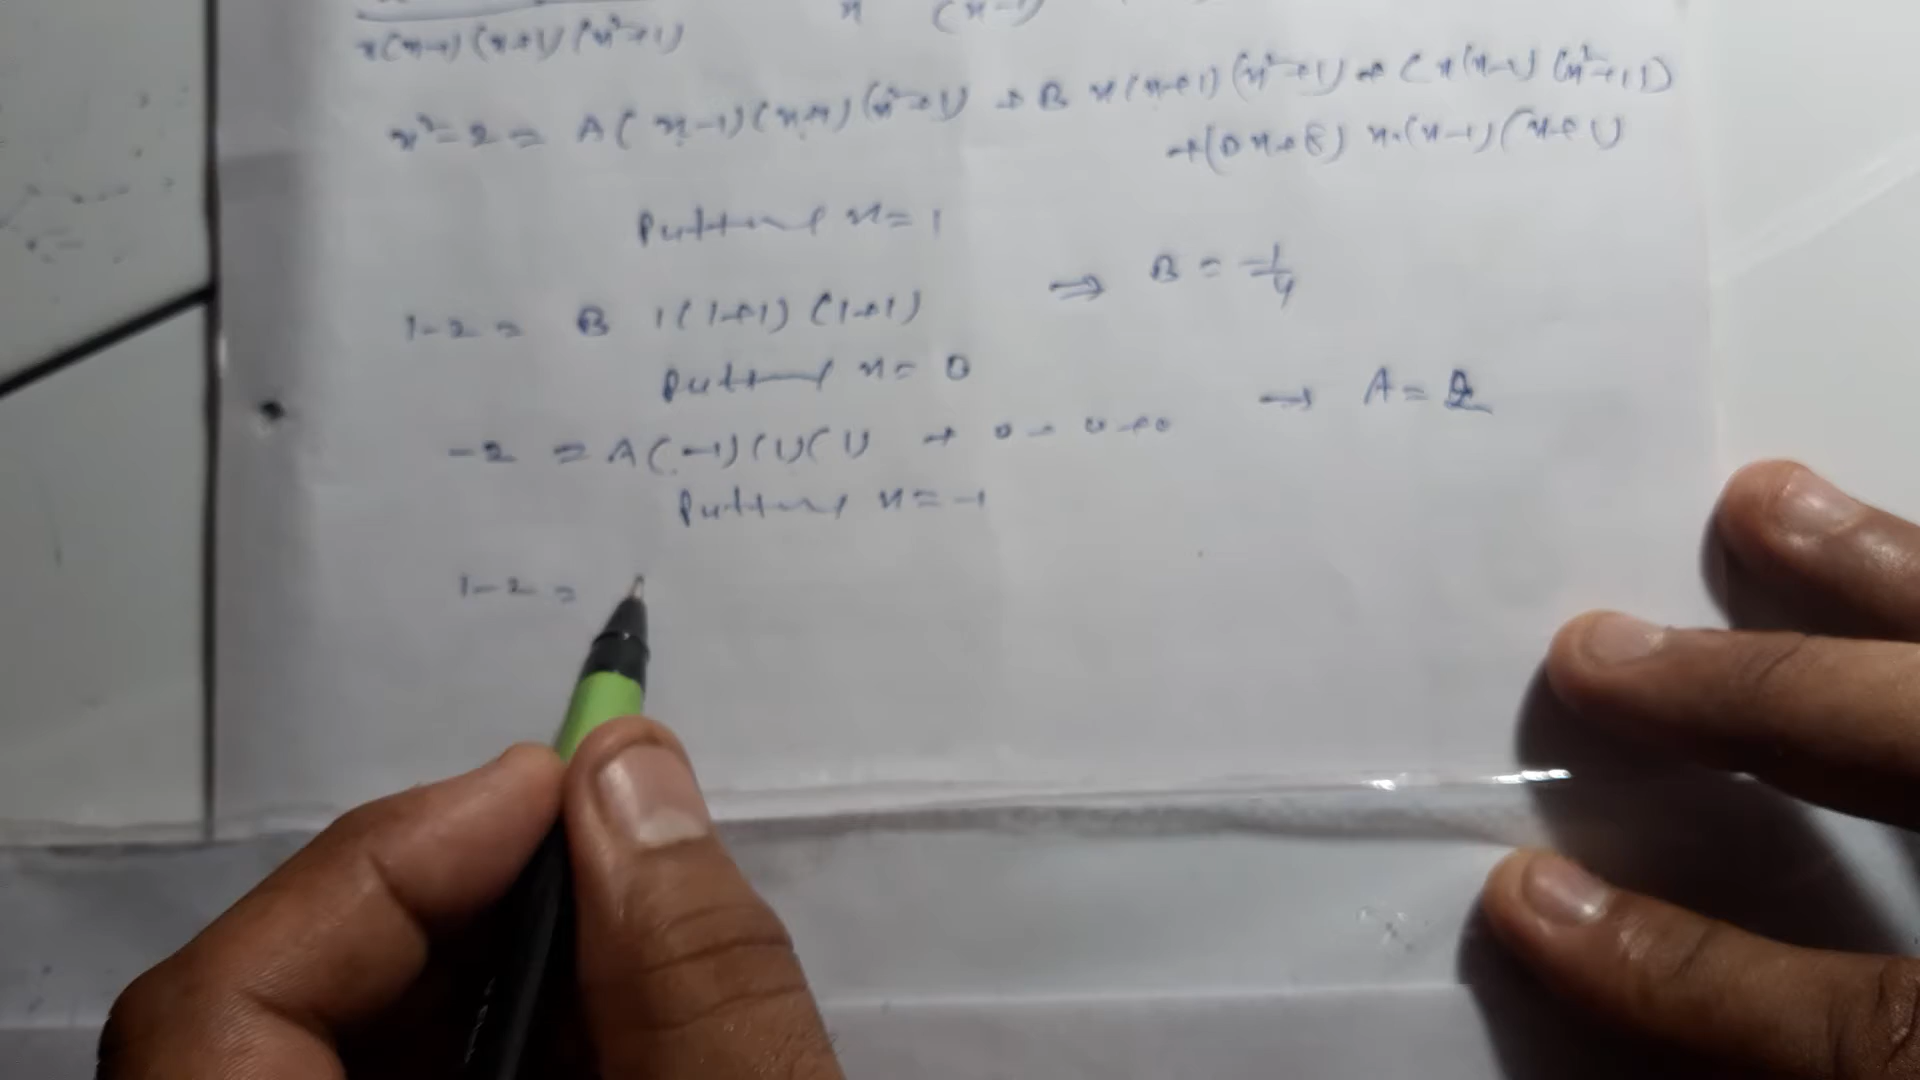 x(x-1)(x+1)(x²+1) x (x-1)
x²-2 = A(x-1)(x+1)(x²+1) + B x(x+1)(x²+1) + C x(x-1)(x²+1)
+(Dx+E) x.(x-1)(x+1)
Putting x=1
1-2 = B 1(1+1)(1+1) ⇒ B = -1/4
Putting x= 0
-2 = A(-1)(1)(1) + 0 - 0+0 → A=2
Putting x=-1
1-2 =